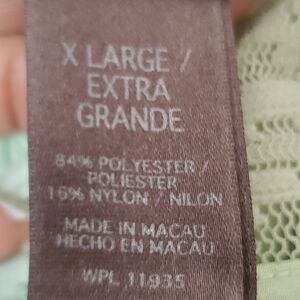 X LARGE /
EXTRA
GRANDE
84% POLYESTER /
POLIESTER
16% NYLON / NILON
MADE IN MACAU
HECHO EN MACAU
WPL 11935